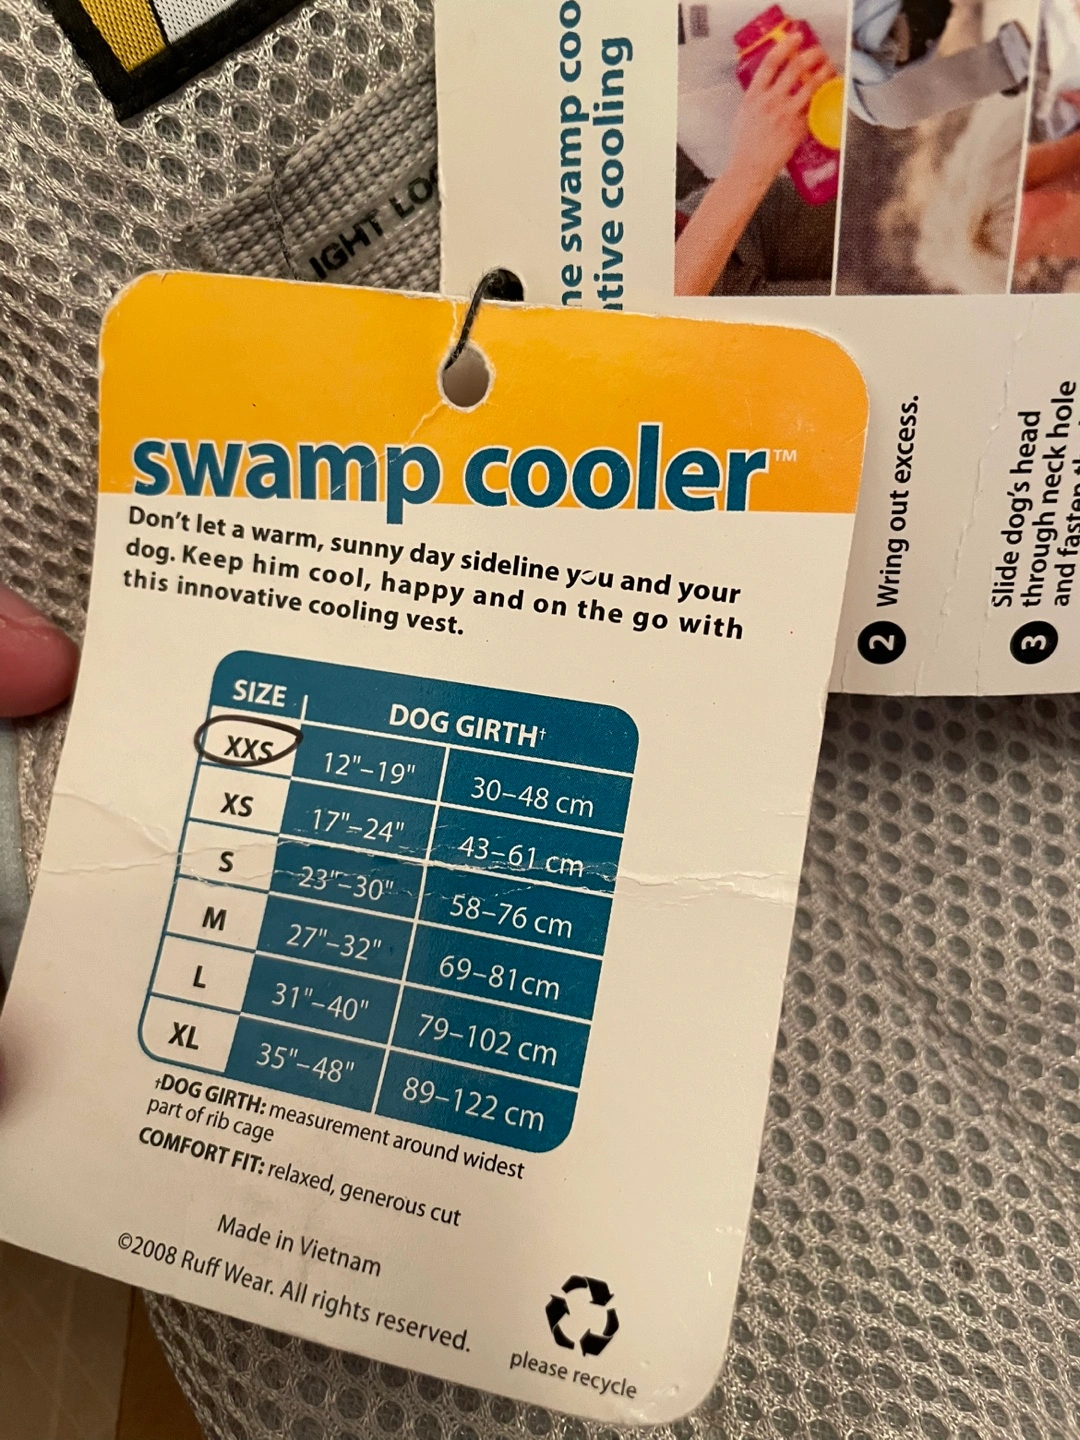 IGHT LO
swamp coo
ative cooling
swamp cooler™
Don't let a warm, sunny day sideline you and your
dog. Keep him cool, happy and on the go with
this innovative cooling vest.
SIZE DOG GIRTH†
XXS 12"–19" 30–48 cm
XS 17"–24" 43–61 cm
S 23"–30" 58–76 cm
M 27"–32" 69–81cm
L 31"–40" 79–102 cm
XL 35"–48" 89–122 cm
†DOG GIRTH: measurement around widest
part of rib cage
COMFORT FIT: relaxed, generous cut
Made in Vietnam
©2008 Ruff Wear. All rights reserved.
please recycle
2 Wring out excess.
3 Slide dog's head
through neck hole
and fasten